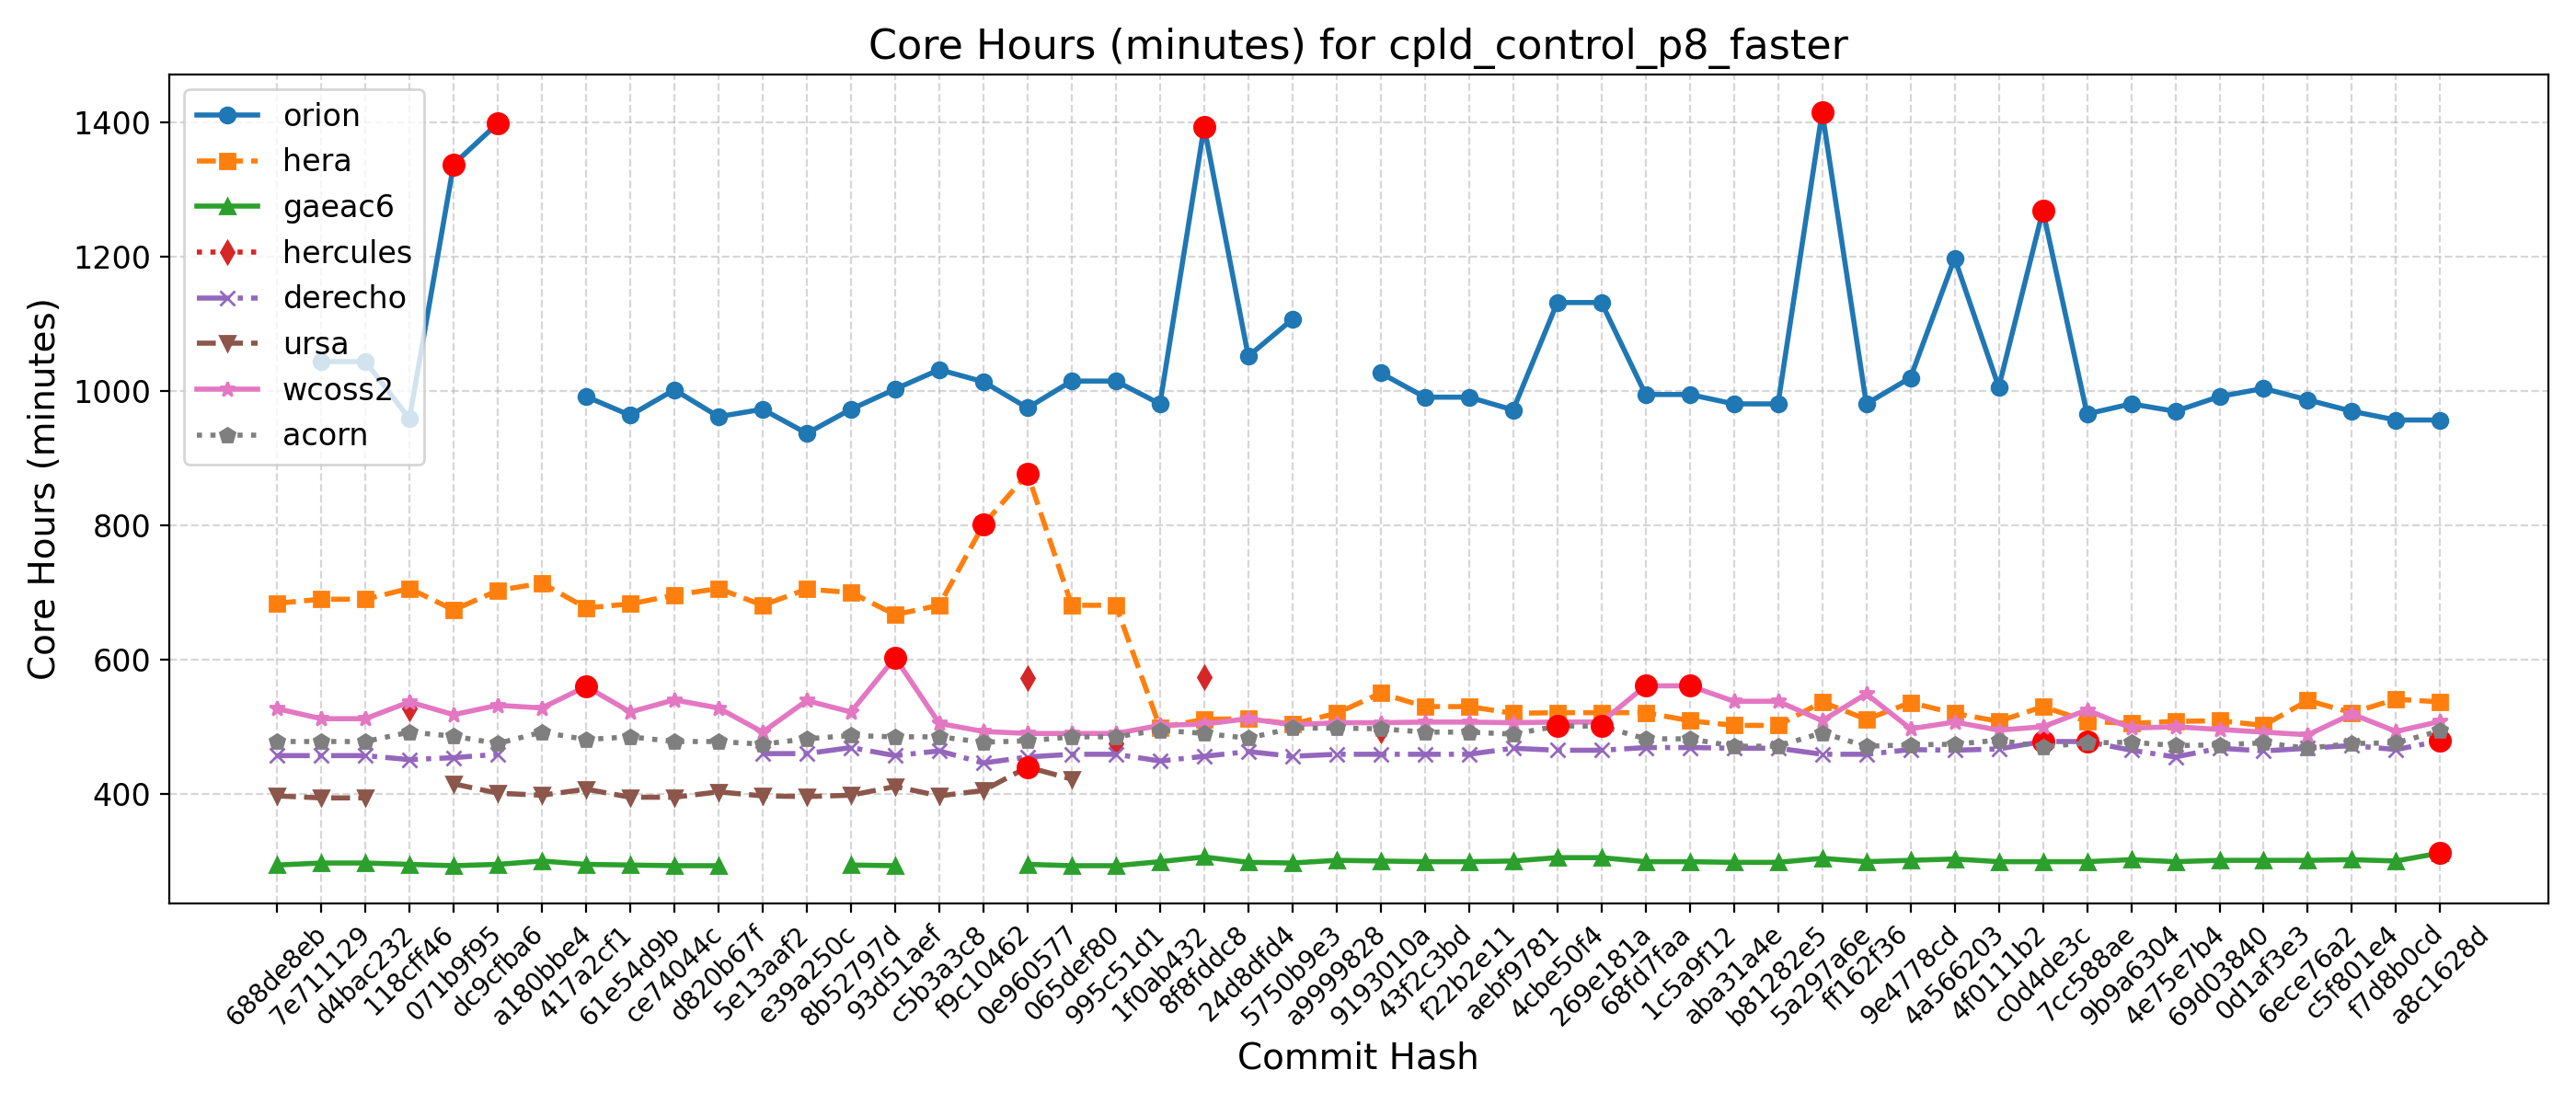 Core Hours (minutes) for cpld_control_p8_faster
Core Hours (minutes)
1400
1200
1000
800
600
400
orion
hera
gaeac6
hercules
derecho
ursa
wcoss2
acorn
688de8eb
7e711129
d4bac232
118cff46
071b9f95
dc9cfba6
a180bbe4
417a2cf1
61e54d9b
ce74044c
d820b67f
5e13aaf2
e39a250c
8b52797d
93d51aef
c5b3a3c8
f9c10462
0e960577
065def80
995c51d1
1f0ab432
8f8fddc8
24d8dfd4
5750b9e3
a9999828
9193010a
43f2c3bd
f22b2e11
aebf9781
4cbe50f4
269e181a
68fd7faa
1c5a9f12
aba31a4e
b81282e5
5a297a6e
ff162f36
9e4778cd
4a566203
4f0111b2
c0d4de3c
7cc588ae
9b9a6304
4e75e7b4
69d03840
0d1af3e3
6ece76a2
c5f801e4
f7d8b0cd
a8c1628d
Commit Hash